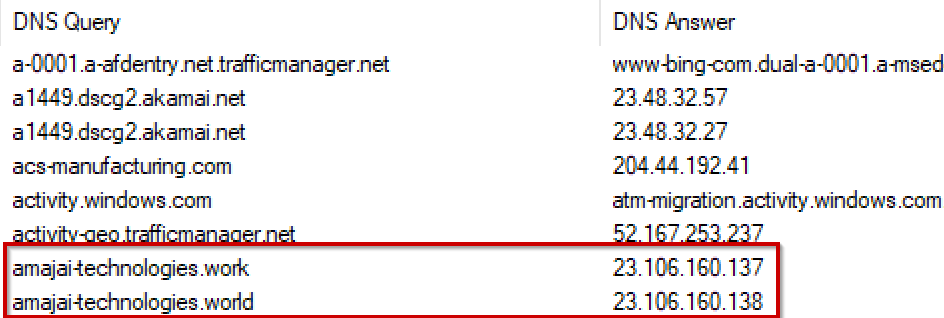 DNS Query DNS Answer
a-0001.a-afdentry.net.trafficmanager.net www-bing-com.dual-a-0001.a-msed
a1449.dscg2.akamai.net 23.48.32.57
a1449.dscg2.akamai.net 23.48.32.27
acs-manufacturing.com 204.44.192.41
activity.windows.com atm-migration.activity.windows.com
activity-geo.trafficmanager.net 52.167.253.237
amajai-technologies.work 23.106.160.137
amajai-technologies.world 23.106.160.138